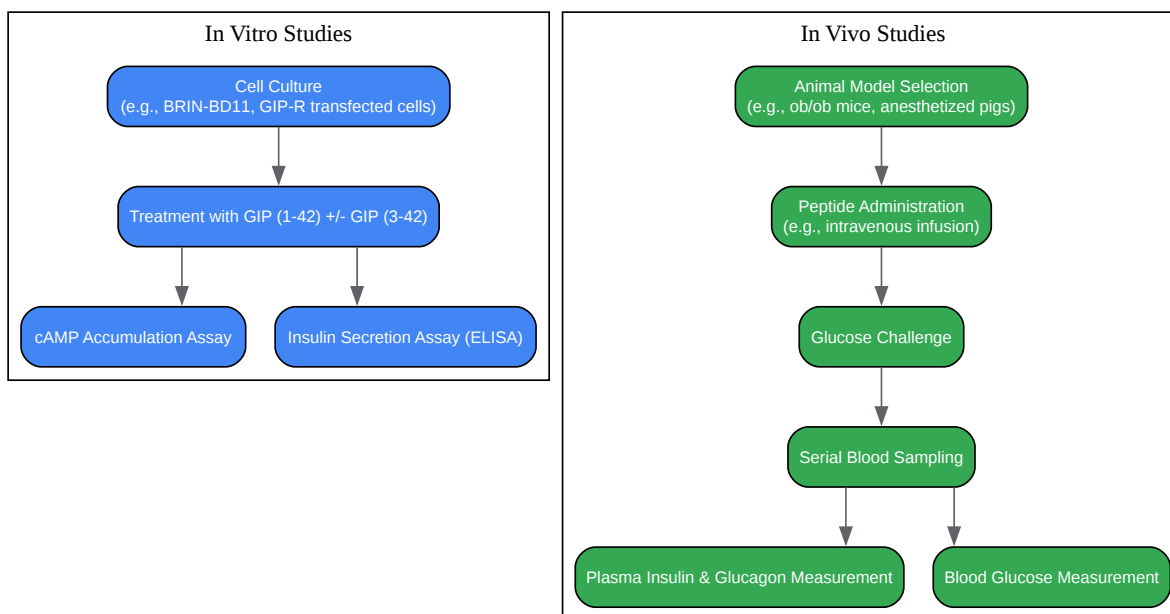 In Vitro Studies
Cell Culture
(e.g., BRIN-BD11, GIP-R transfected cells)
Treatment with GIP (1-42) +/- GIP (3-42)
cAMP Accumulation Assay
Insulin Secretion Assay (ELISA)
In Vivo Studies
Animal Model Selection
(e.g., ob/ob mice, anesthetized pigs)
Peptide Administration
(e.g., intravenous infusion)
Glucose Challenge
Serial Blood Sampling
Plasma Insulin & Glucagon Measurement
Blood Glucose Measurement